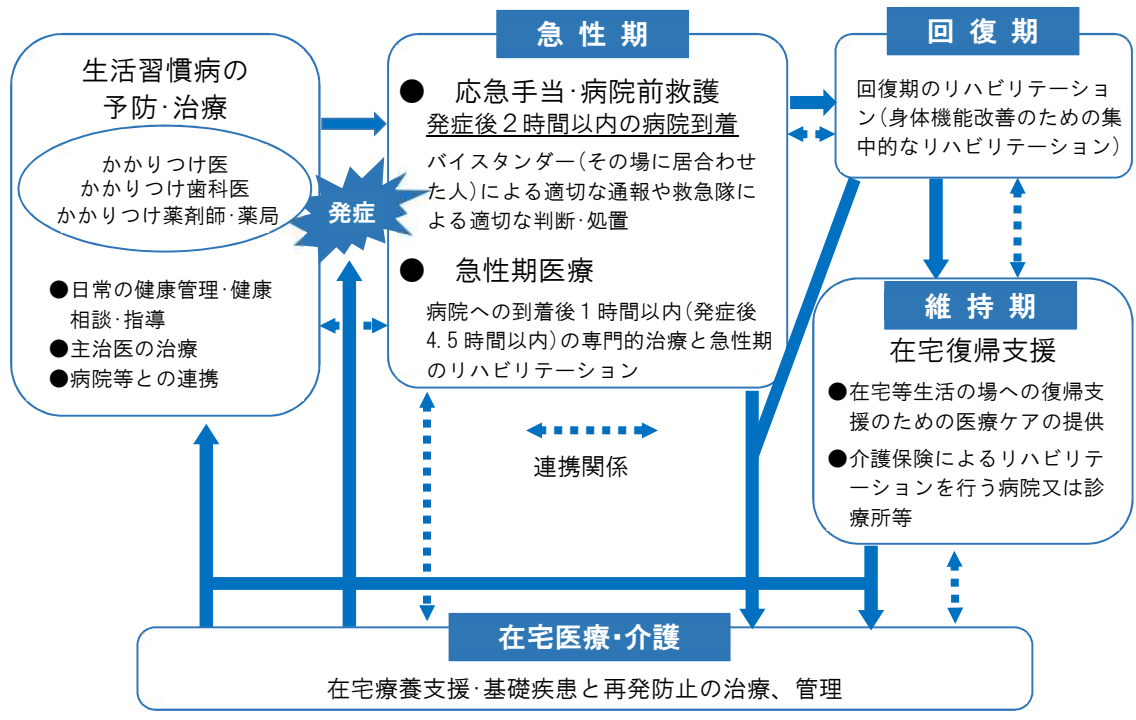 生活習慣病の
予防･治療
かかりつけ医
かかりつけ歯科医
かかりつけ薬剤師･薬局
●日常の健康管理･健康
相談･指導
●主治医の治療
●病院等との連携
発症
急性期
● 応急手当･病院前救護
発症後２時間以内の病院到着
バイスタンダー(その場に居合わせ
た人)による適切な通報や救急隊に
よる適切な判断･処置
● 急性期医療
病院への到着後１時間以内(発症後
4.5時間以内)の専門的治療と急性期
のリハビリテーション
連携関係
回復期
回復期のリハビリテーショ
ン(身体機能改善のための集
中的なリハビリテーション)
維持期
在宅復帰支援
●在宅等生活の場への復帰支
援のための医療ケアの提供
●介護保険によるリハビリテ
ーションを行う病院又は診
療所等
在宅医療･介護
在宅療養支援･基礎疾患と再発防止の治療、管理